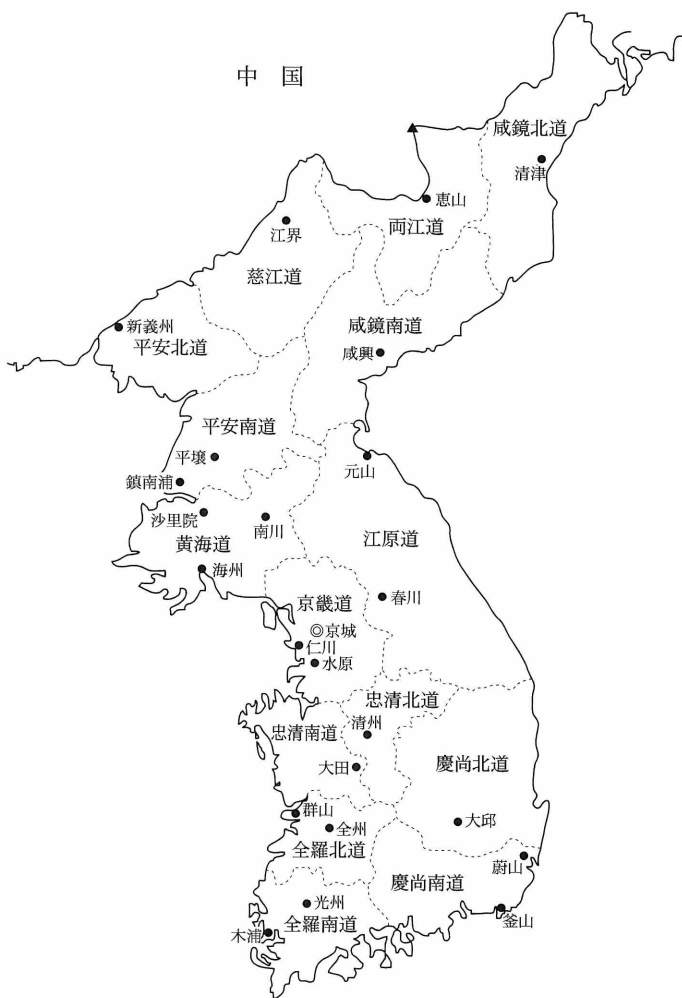 中国
咸鏡北道
清津
恵山
両江道
江界
慈江道
新義州
平安北道
咸鏡南道
咸興
平安南道
平壌
元山
鎮南浦
沙里院
南川
黄海道
江原道
海州
京畿道
春川
◎京城
仁川
水原
忠清北道
忠清南道
清州
慶尚北道
大田
群山
全州
大邱
全羅北道
蔚山
慶尚南道
光州
釜山
全羅南道
木浦